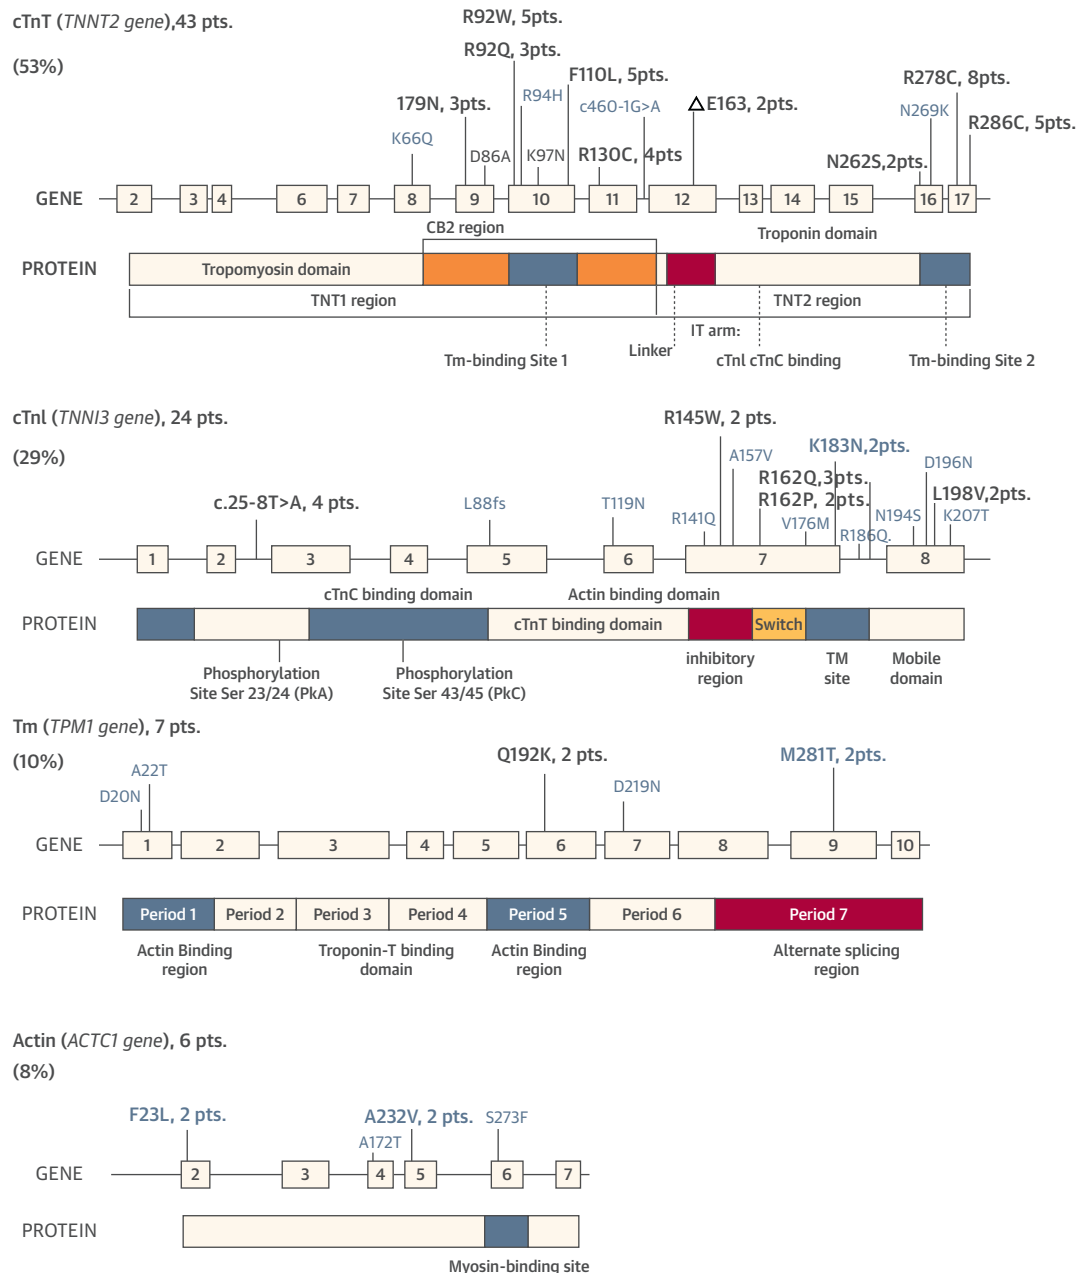 cTnT (TNNT2 gene),43 pts.
(53%)
R92W, 5pts.
R92Q, 3pts.
F110L, 5pts.
R278C, 8pts.
179N, 3pts.
R94H
c460-1G>A
△ E163, 2pts.
N269K
R286C, 5pts.
K66Q
D86A
K97N
R130C, 4pts
N262S,2pts.
GENE
2 3 4 6 7 8 9 10 11 12 13 14 15 16 17
CB2 region
Troponin domain
PROTEIN
Tropomyosin domain
TNT1 region
TNT2 region
IT arm:
Linker
Tm-binding Site 1
cTnl cTnC binding
Tm-binding Site 2
cTnl (TNNI3 gene), 24 pts.
(29%)
R145W, 2 pts.
K183N,2pts.
A157V
D196N
c.25-8T>A, 4 pts.
L88fs
T119N
R162Q,3pts.
R162P, 2pts.
L198V,2pts.
R141Q
V176M
R186Q.
N194S
K207T
GENE
1 2 3 4 5 6 7 8
cTnC binding domain
Actin binding domain
PROTEIN
cTnT binding domain
Switch
Phosphorylation
Site Ser 23/24 (PkA)
Phosphorylation
Site Ser 43/45 (PkC)
inhibitory
region
TM
site
Mobile
domain
Tm (TPM1 gene), 7 pts.
(10%)
D20N
A22T
Q192K, 2 pts.
D219N
M281T, 2pts.
GENE
1 2 3 4 5 6 7 8 9 10
PROTEIN
Period 1 Period 2 Period 3 Period 4 Period 5 Period 6 Period 7
Actin Binding
region
Troponin-T binding
domain
Actin Binding
region
Alternate splicing
region
Actin (ACTC1 gene), 6 pts.
(8%)
F23L, 2 pts.
A232V, 2 pts.
S273F
A172T
GENE
2 3 4 5 6 7
PROTEIN
Myosin-binding site